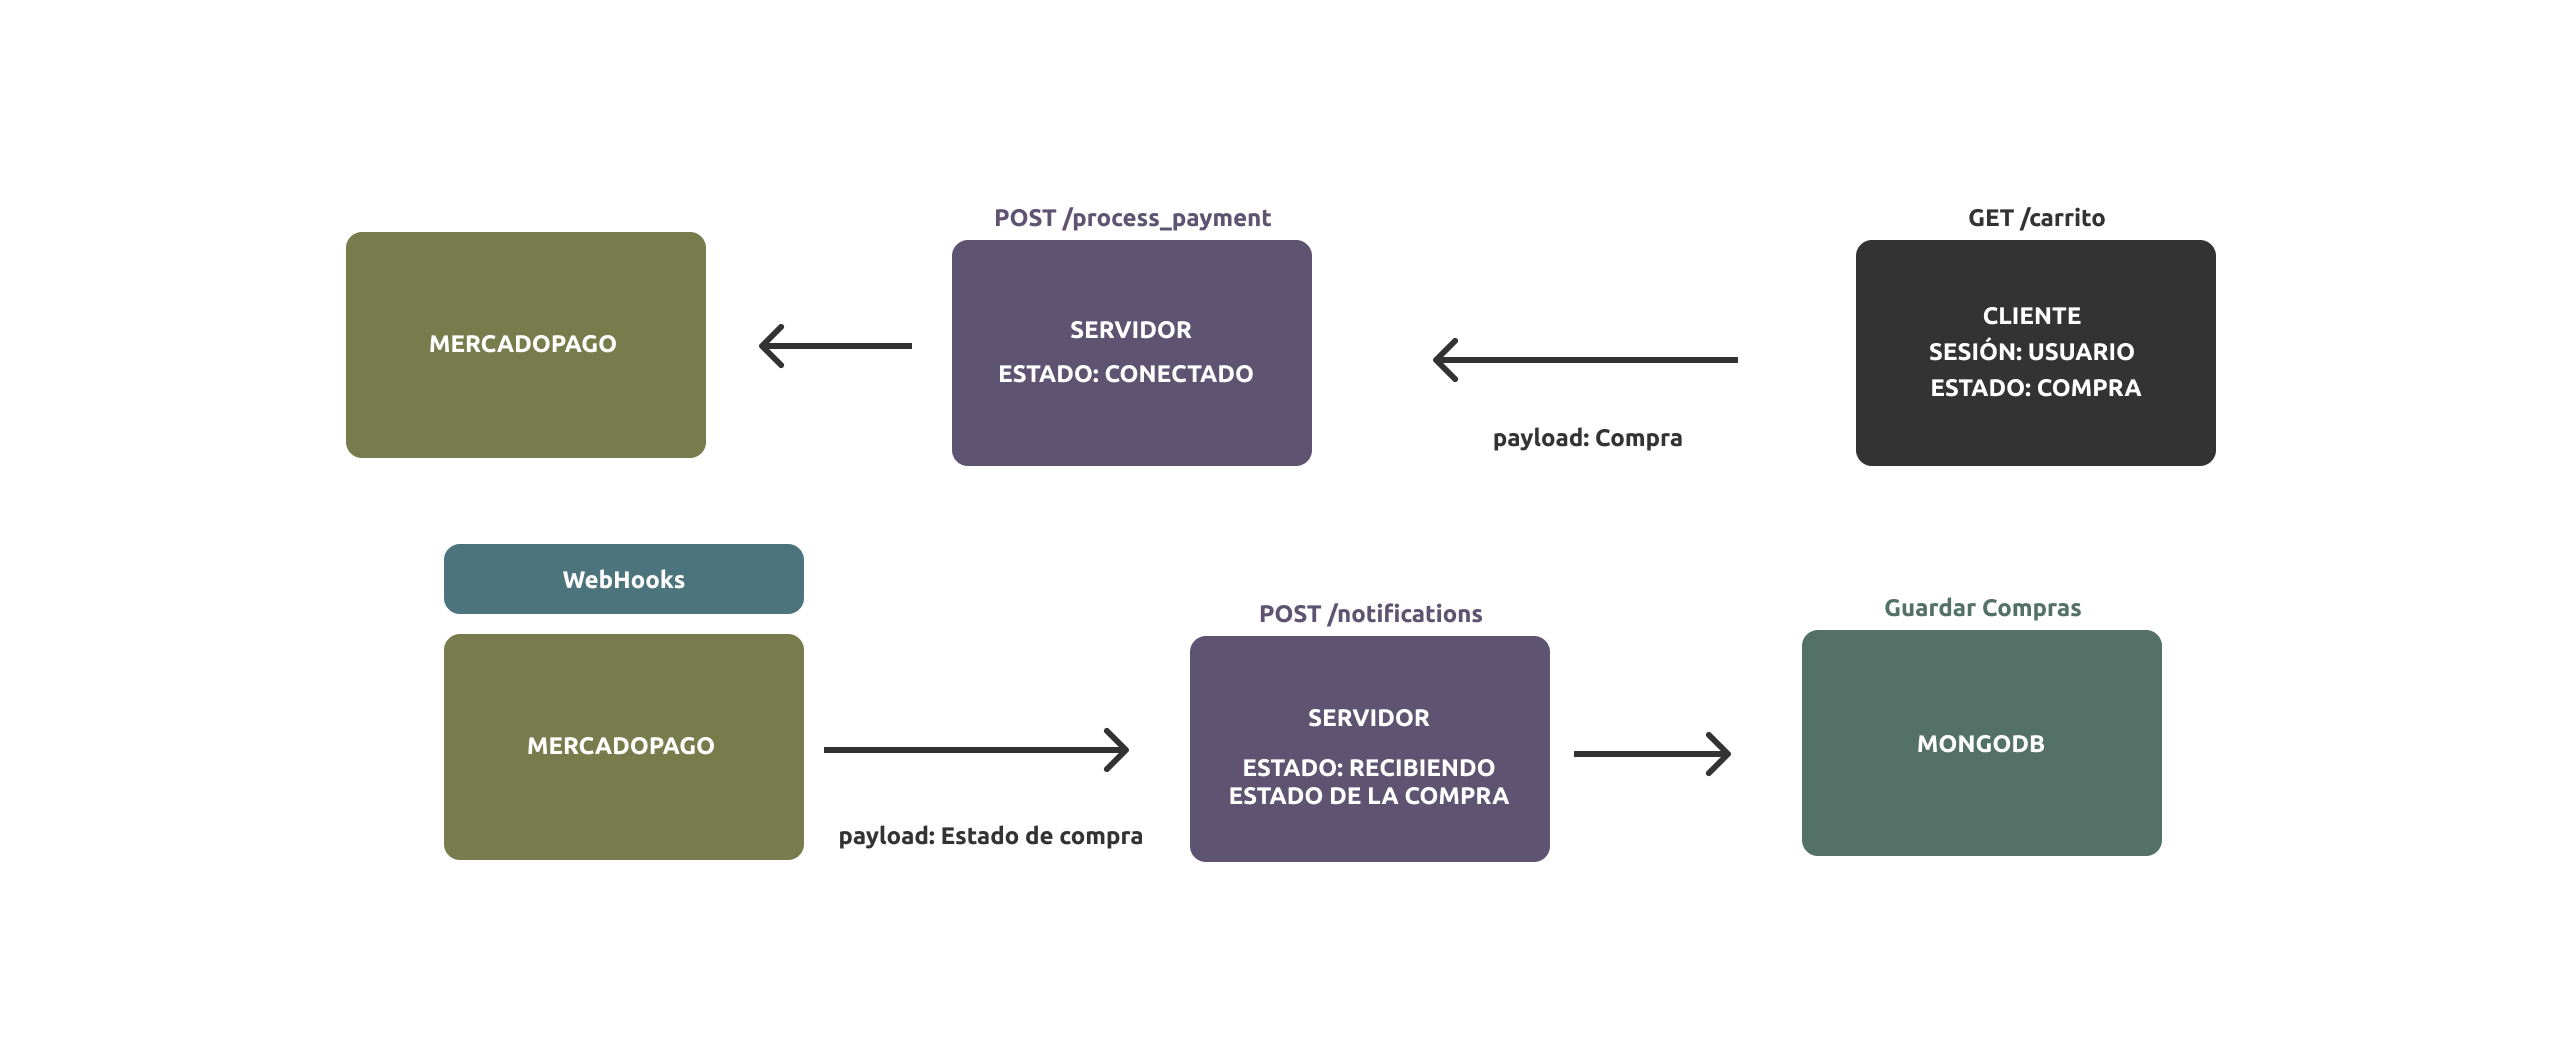 POST /process_payment
GET /carrito
MERCADOPAGO
SERVIDOR
ESTADO: CONECTADO
payload: Compra
CLIENTE
SESIÓN: USUARIO
ESTADO: COMPRA
WebHooks
MERCADOPAGO
payload: Estado de compra
POST /notifications
SERVIDOR
ESTADO: RECIBIENDO
ESTADO DE LA COMPRA
Guardar Compras
MONGODB